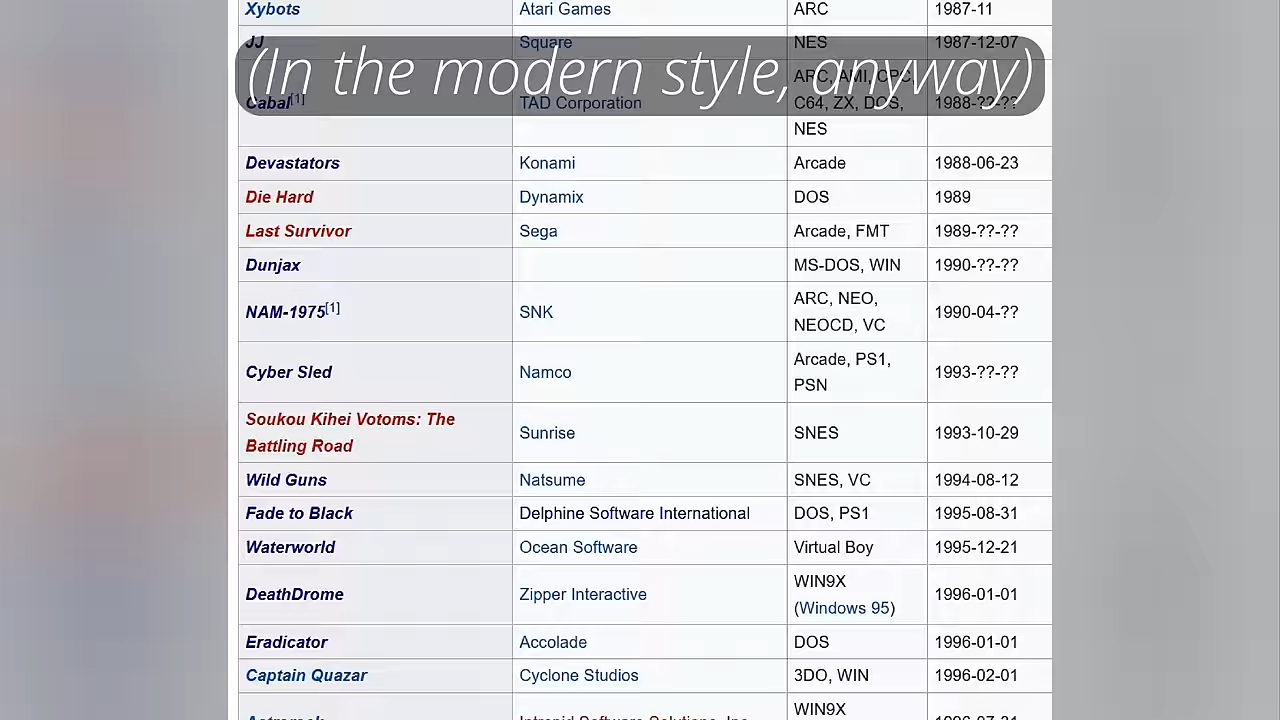 Xybots Atari Games ARC 1987-11
JJ Square NES 1987-12-07
(In the modern style, anyway)
Cabal[1] TAD Corporation ARC, AMI, CPC,
C64, ZX, DOS, 1988-??-??
NES
Devastators Konami Arcade 1988-06-23
Die Hard Dynamix DOS 1989
Last Survivor Sega Arcade, FMT 1989-??-??
Dunjax MS-DOS, WIN 1990-??-??
NAM-1975[1] SNK ARC, NEO, 1990-04-??
NEOCD, VC
Cyber Sled Namco Arcade, PS1, 1993-??-??
PSN
Soukou Kihei Votoms: The
Battling Road Sunrise SNES 1993-10-29
Wild Guns Natsume SNES, VC 1994-08-12
Fade to Black Delphine Software International DOS, PS1 1995-08-31
Waterworld Ocean Software Virtual Boy 1995-12-21
DeathDrome Zipper Interactive WIN9X 1996-01-01
(Windows 95)
Eradicator Accolade DOS 1996-01-01
Captain Quazar Cyclone Studios 3DO, WIN 1996-02-01
WIN9X